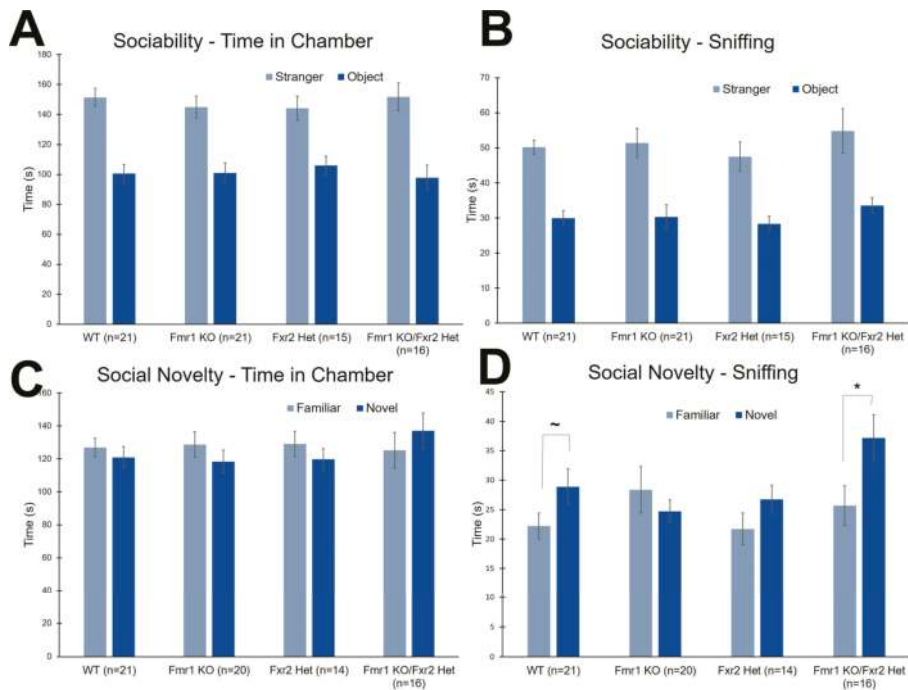 A
Sociability - Time in Chamber
Stranger Object
180
160
140
120
100
80
60
40
20
0
Time (s)
WT (n=21) Fmr1 KO (n=21) Fxr2 Het (n=15) Fmr1 KO/Fxr2 Het
(n=16)
B
Sociability - Sniffing
Stranger Object
70
60
50
40
30
20
10
0
Time (s)
WT (n=21) Fmr1 KO (n=21) Fxr2 Het (n=15) Fmr1 KO/Fxr2 Het
(n=16)
C
Social Novelty - Time in Chamber
Familiar Novel
160
140
120
100
80
60
40
20
0
Time (s)
WT (n=21) Fmr1 KO (n=20) Fxr2 Het (n=14) Fmr1 KO/Fxr2 Het
(n=16)
D
Social Novelty - Sniffing
Familiar Novel
~
*
45
40
35
30
25
20
15
10
5
0
Time (s)
WT (n=21) Fmr1 KO (n=20) Fxr2 Het (n=14) Fmr1 KO/Fxr2 Het
(n=16)